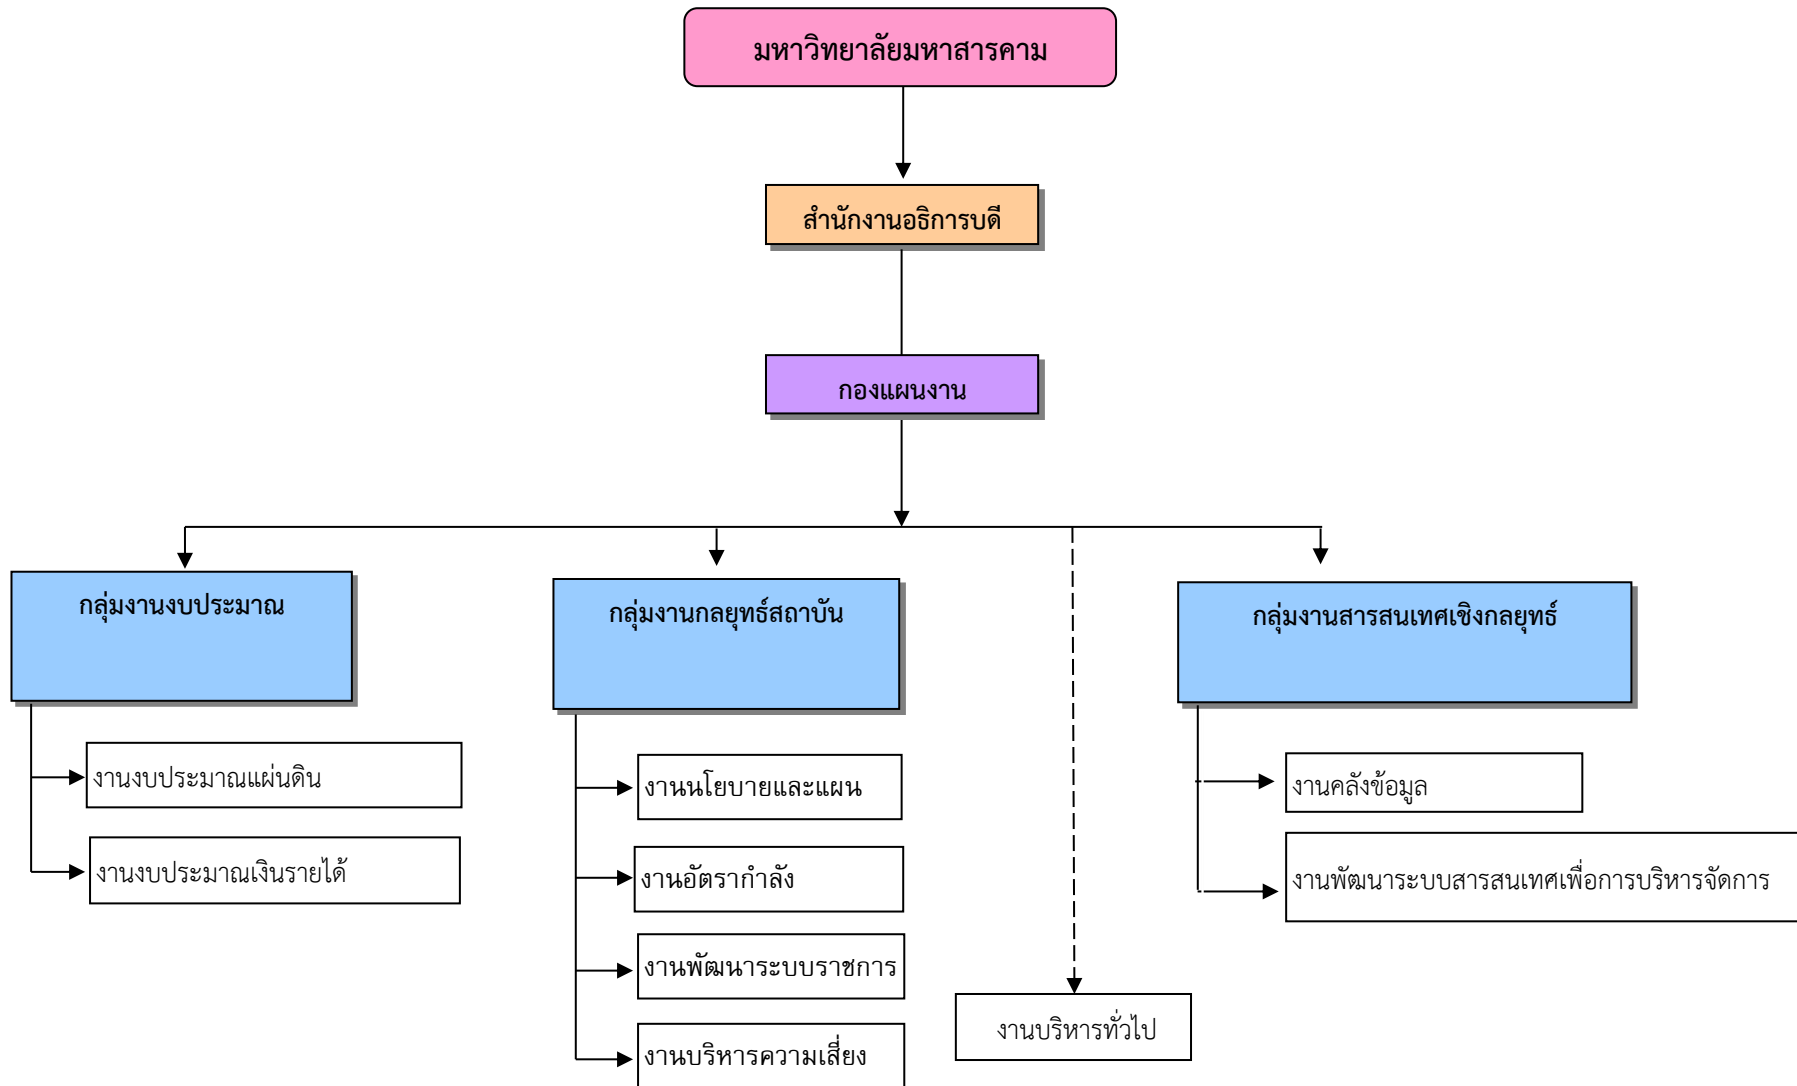 มหาวิทยาลัยมหาสารคาม
สำนักงานอธิการบดี
กองแผนงาน
กลุ่มงานงบประมาณ
งานงบประมาณแผ่นดิน
งานงบประมาณเงินรายได้
กลุ่มงานกลยุทธ์สถาบัน
งานนโยบายและแผน
งานอัตรากำลัง
งานพัฒนาระบบราชการ
งานบริหารความเสี่ยง
งานบริหารทั่วไป
กลุ่มงานสารสนเทศเชิงกลยุทธ์
งานคลังข้อมูล
งานพัฒนาระบบสารสนเทศเพื่อการบริหารจัดการ